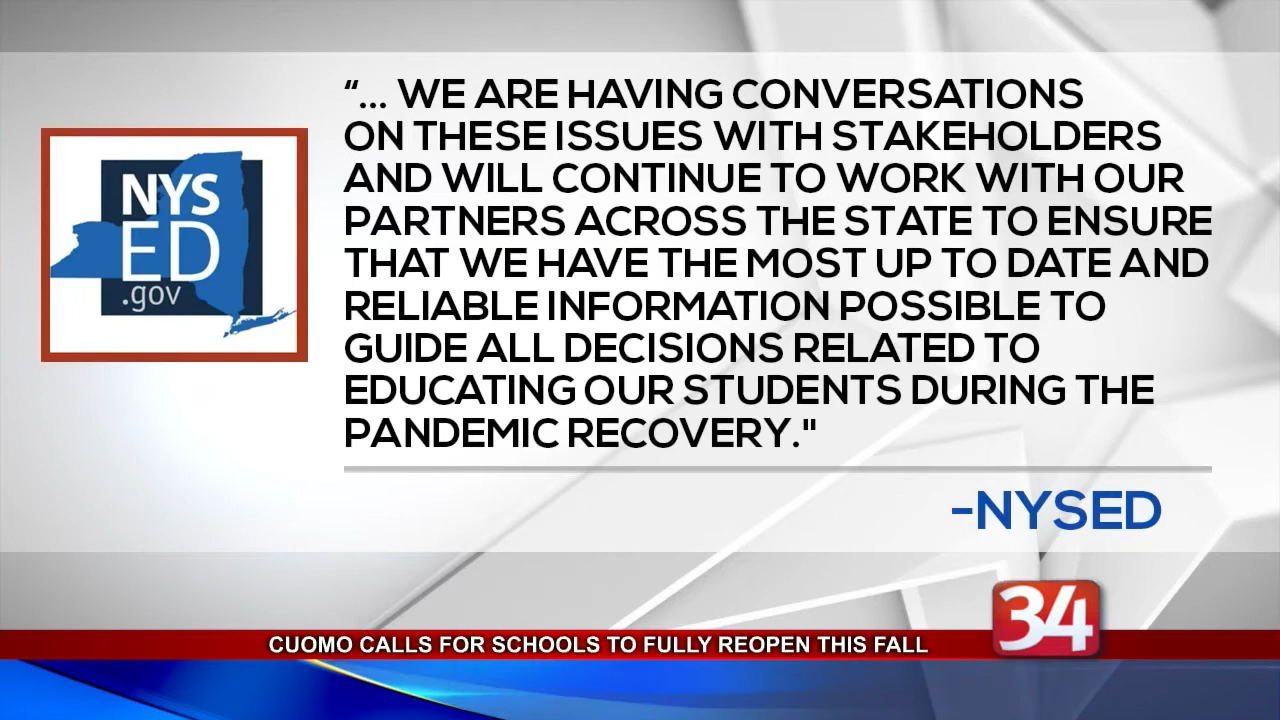 “... WE ARE HAVING CONVERSATIONS
ON THESE ISSUES WITH STAKEHOLDERS
AND WILL CONTINUE TO WORK WITH OUR
PARTNERS ACROSS THE STATE TO ENSURE
THAT WE HAVE THE MOST UP TO DATE AND
RELIABLE INFORMATION POSSIBLE TO
GUIDE ALL DECISIONS RELATED TO
EDUCATING OUR STUDENTS DURING THE
PANDEMIC RECOVERY."
-NYSED
NYS
ED
.gov
34
CUOMO CALLS FOR SCHOOLS TO FULLY REOPEN THIS FALL